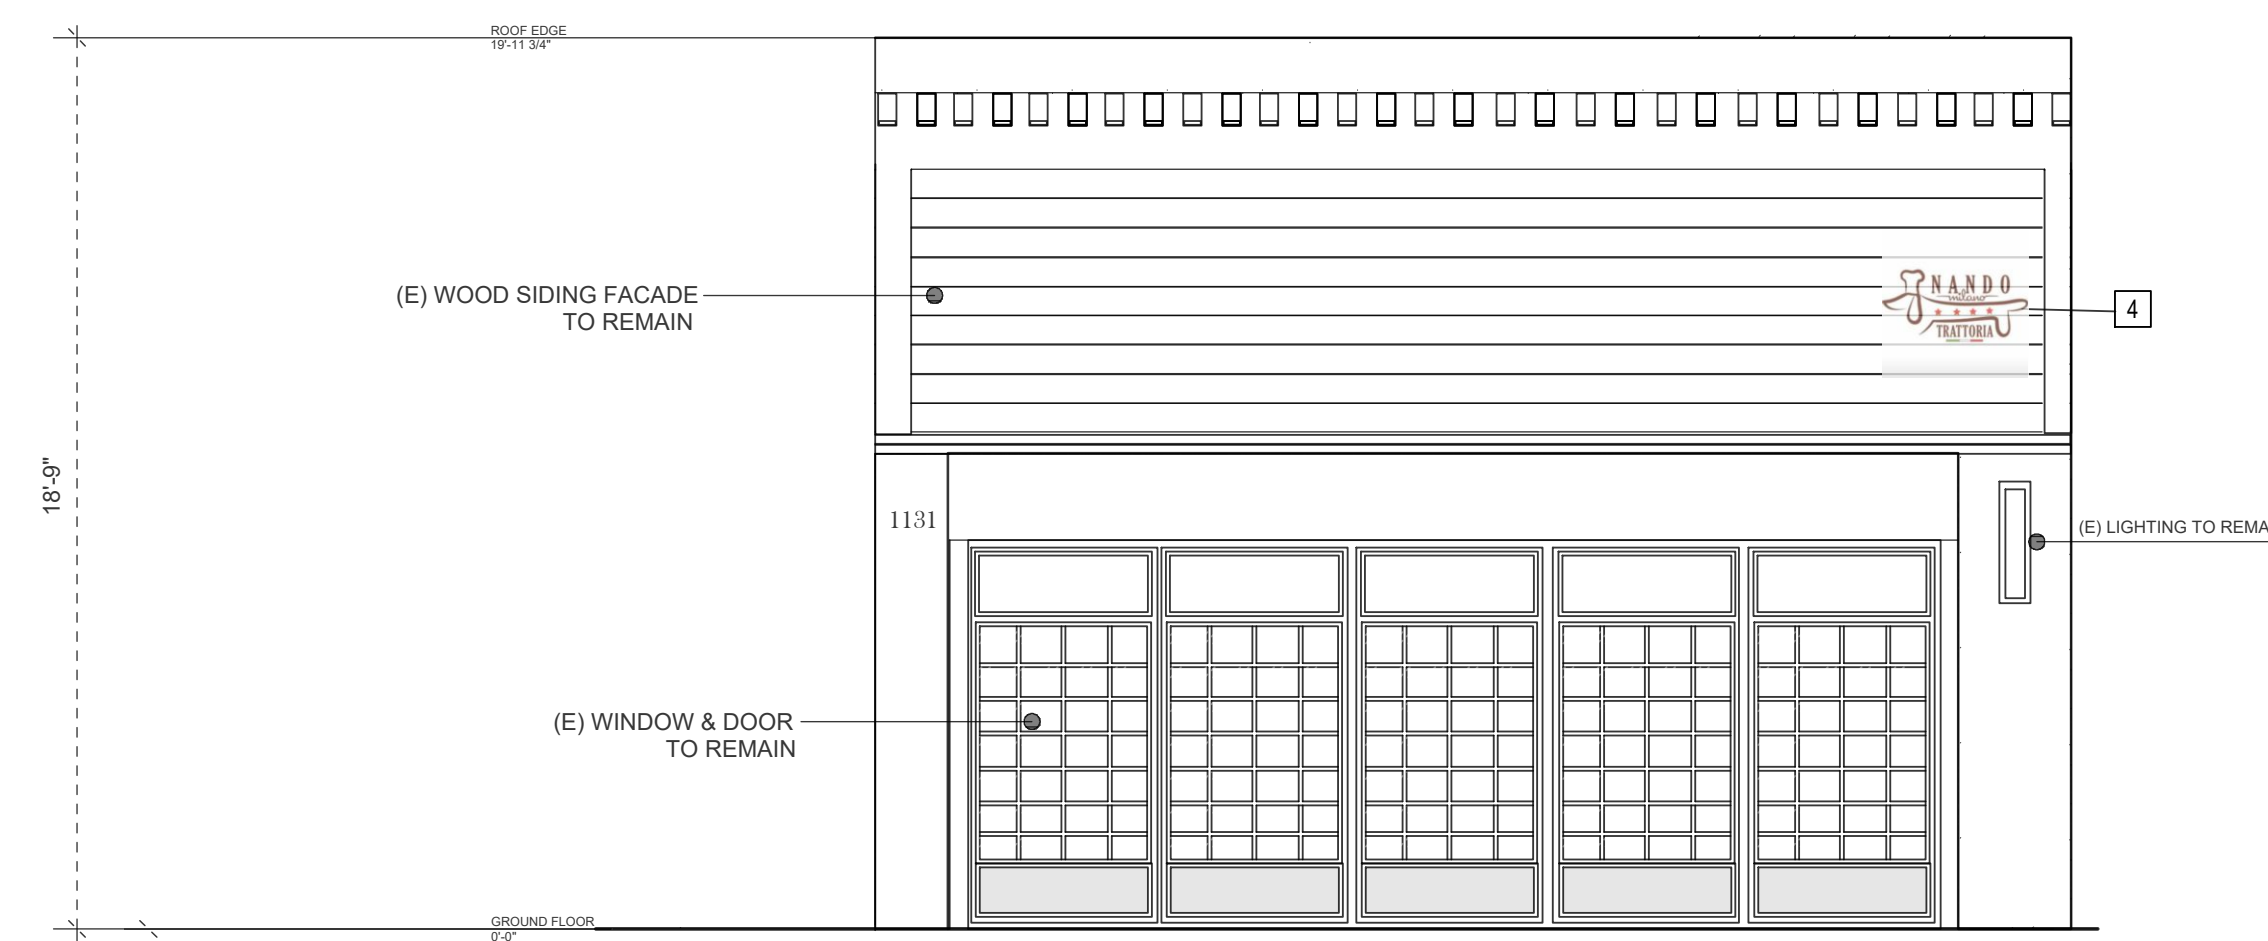 ROOF EDGE
19'-11 3/4"
(E) WOOD SIDING FACADE
TO REMAIN
NANDO
milano
TRATTORIA
4
18'-9"
1131
(E) LIGHTING TO REMA
(E) WINDOW & DOOR
TO REMAIN
GROUND FLOOR
0'-0"